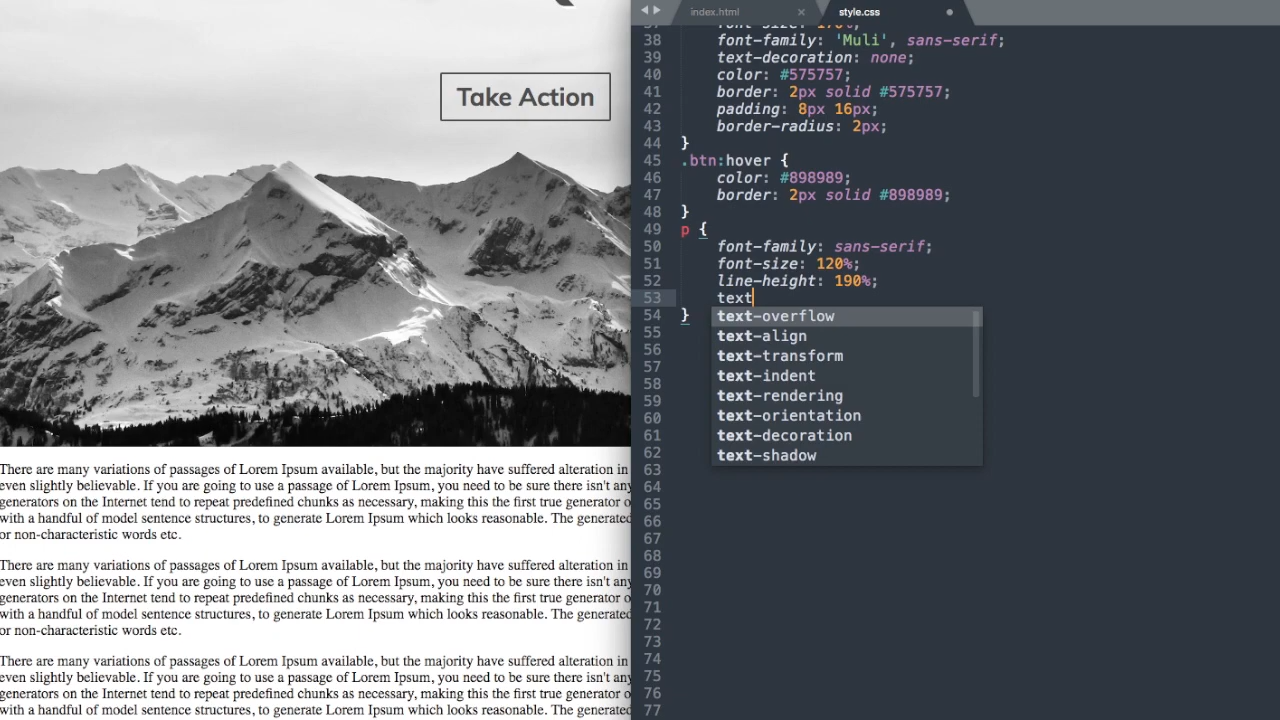 Take Action
There are many variations of passages of Lorem Ipsum available, but the majority have suffered alteration in
even slightly believable. If you are going to use a passage of Lorem Ipsum, you need to be sure there isn't any
generators on the Internet tend to repeat predefined chunks as necessary, making this the first true generator o
with a handful of model sentence structures, to generate Lorem Ipsum which looks reasonable. The generated
or non-characteristic words etc.
There are many variations of passages of Lorem Ipsum available, but the majority have suffered alteration in
even slightly believable. If you are going to use a passage of Lorem Ipsum, you need to be sure there isn't any
generators on the Internet tend to repeat predefined chunks as necessary, making this the first true generator o
with a handful of model sentence structures, to generate Lorem Ipsum which looks reasonable. The generated
or non-characteristic words etc.
There are many variations of passages of Lorem Ipsum available, but the majority have suffered alteration in
even slightly believable. If you are going to use a passage of Lorem Ipsum, you need to be sure there isn't any
generators on the Internet tend to repeat predefined chunks as necessary, making this the first true generator o
with a handful of model sentence structures, to generate Lorem Ipsum which looks reasonable. The generated
index.html
style.css
37 font-size: 170%;
38 font-family: 'Muli', sans-serif;
39 text-decoration: none;
40 color: #575757;
41 border: 2px solid #575757;
42 padding: 8px 16px;
43 border-radius: 2px;
44 }
45 .btn:hover {
46 color: #898989;
47 border: 2px solid #898989;
48 }
49 p {
50 font-family: sans-serif;
51 font-size: 120%;
52 line-height: 190%;
53 text
54 }
55
56
57
58
59
60
61
62
63
64
65
66
67
68
69
70
71
72
73
74
75
76
77
text-overflow
text-align
text-transform
text-indent
text-rendering
text-orientation
text-decoration
text-shadow